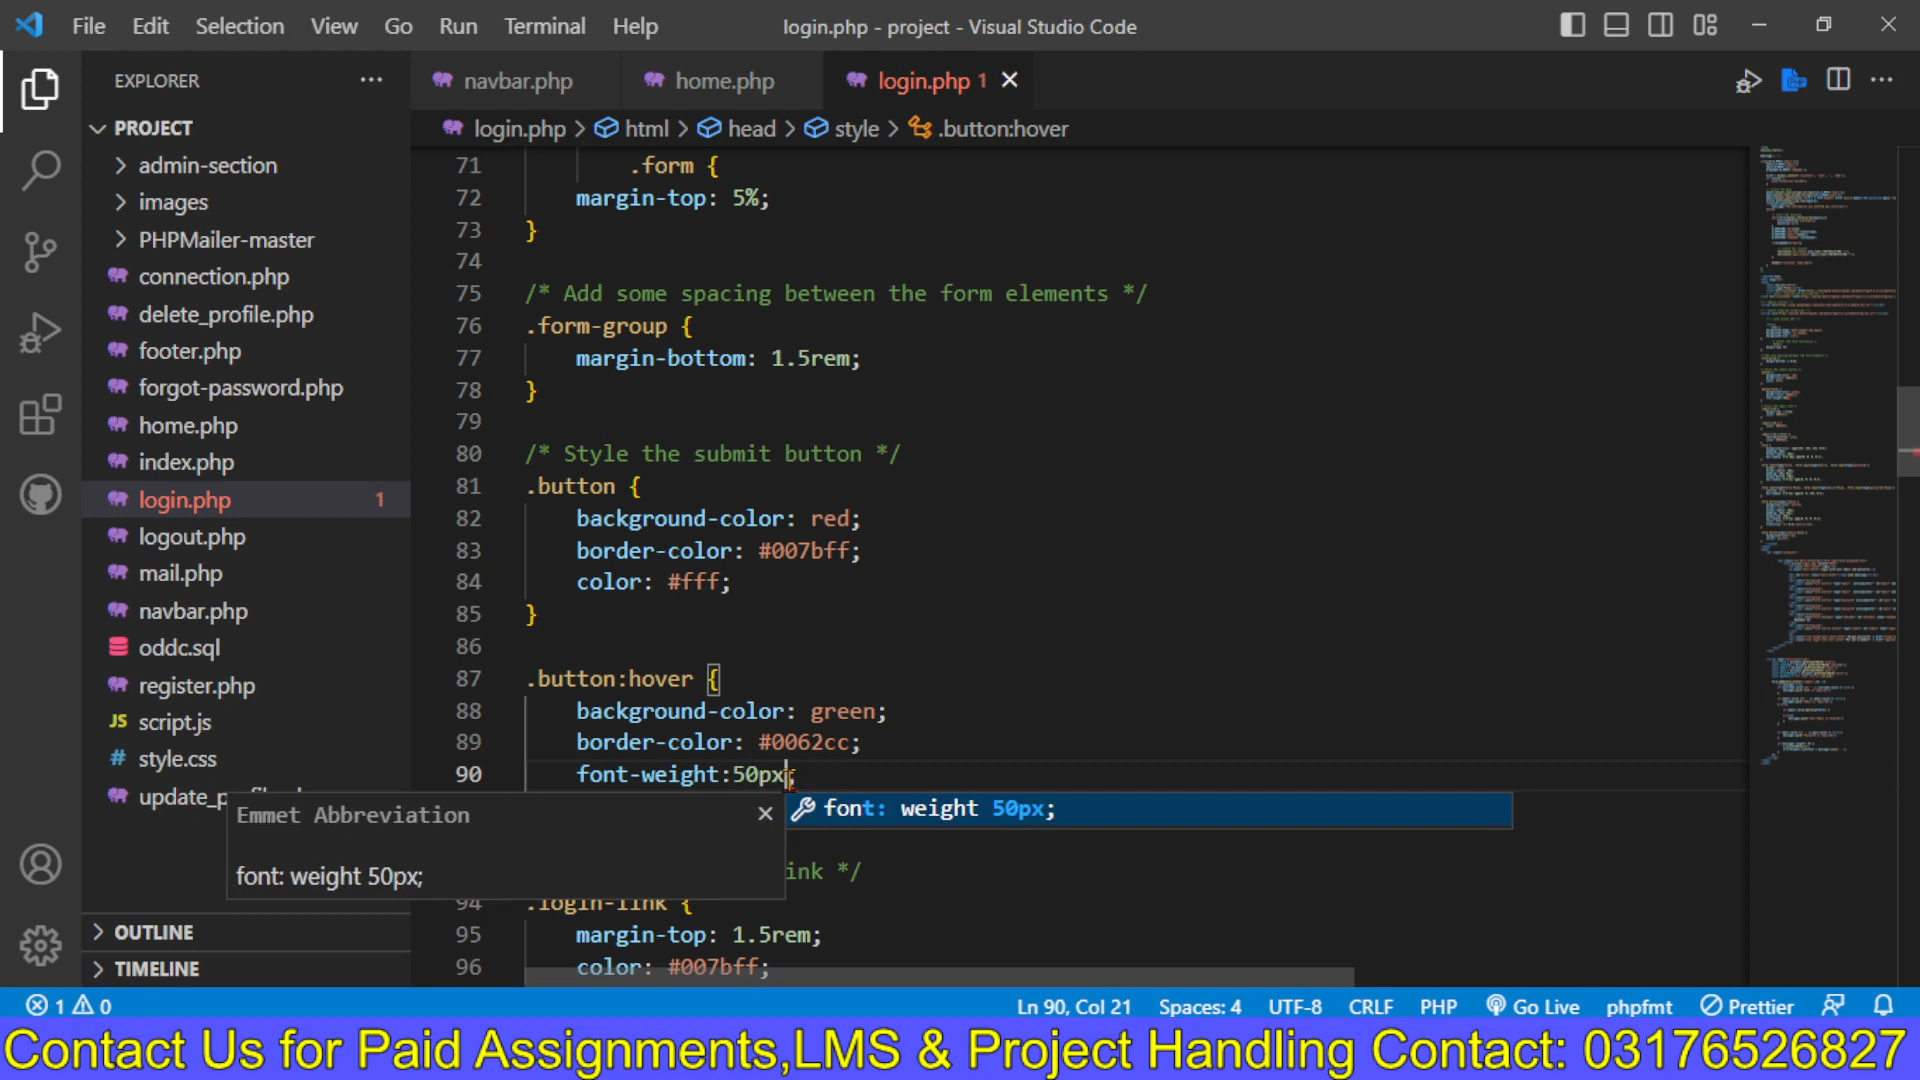 File Edit Selection View Go Run Terminal Help login.php - project - Visual Studio Code
EXPLORER
navbar.php home.php login.php 1
login.php > html > head > style > .button:hover
PROJECT
admin-section
images
PHPMailer-master
connection.php
delete_profile.php
footer.php
forgot-password.php
home.php
index.php
login.php 1
logout.php
mail.php
navbar.php
oddc.sql
register.php
JS script.js
# style.css
OUTLINE
TIMELINE
71 .form {
72 margin-top: 5%;
73 }
74
75 /* Add some spacing between the form elements */
76 .form-group {
77 margin-bottom: 1.5rem;
78 }
79
80 /* Style the submit button */
81 .button {
82 background-color: red;
83 border-color: #007bff;
84 color: #fff;
85 }
86
87 .button:hover {
88 background-color: green;
89 border-color: #0062cc;
90 font-weight:50px;
font: weight 50px;
Emmet Abbreviation
font: weight 50px;
ink */
94 .login-link {
95 margin-top: 1.5rem;
96 color: #007bff;
1 0 Ln 90, Col 21 Spaces: 4 UTF-8 CRLF PHP Go Live phpfmt Prettier
Contact Us for Paid Assignments,LMS & Project Handling Contact: 03176526827